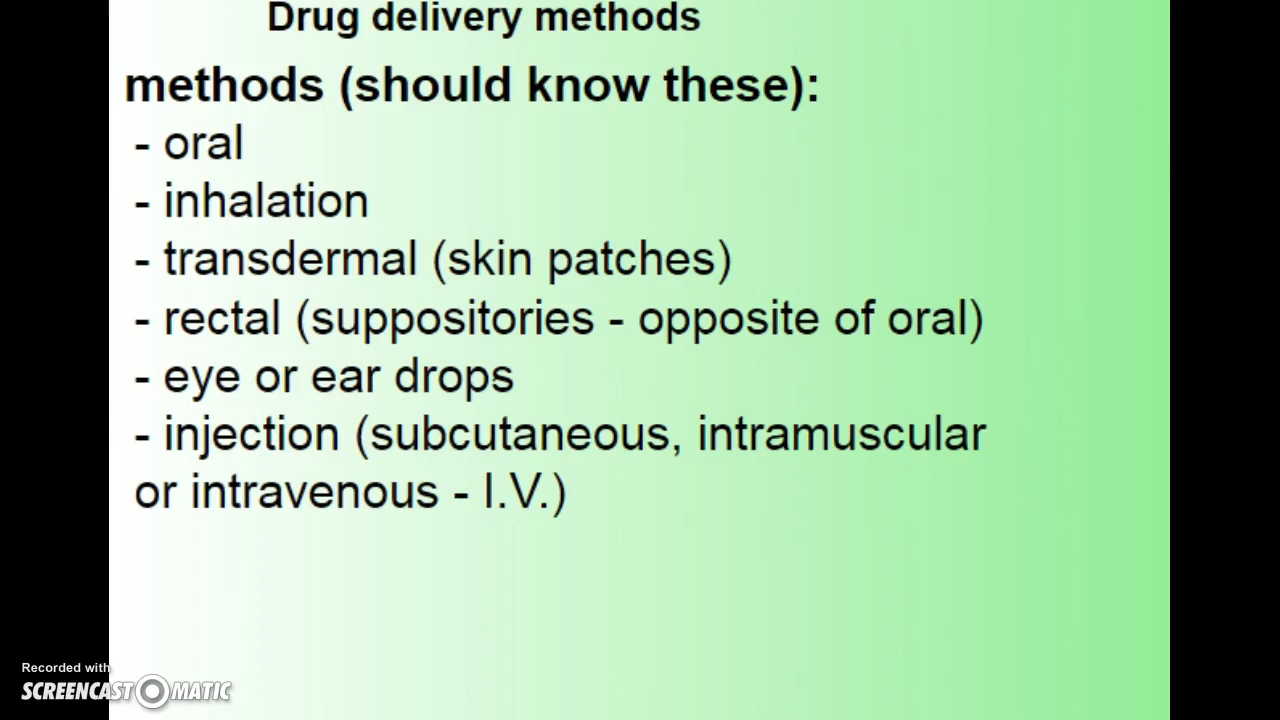 Drug delivery methods
methods (should know these):
- oral
- inhalation
- transdermal (skin patches)
- rectal (suppositories - opposite of oral)
- eye or ear drops
- injection (subcutaneous, intramuscular
or intravenous - I.V.)
Recorded with
SCREENCAST O MATIC